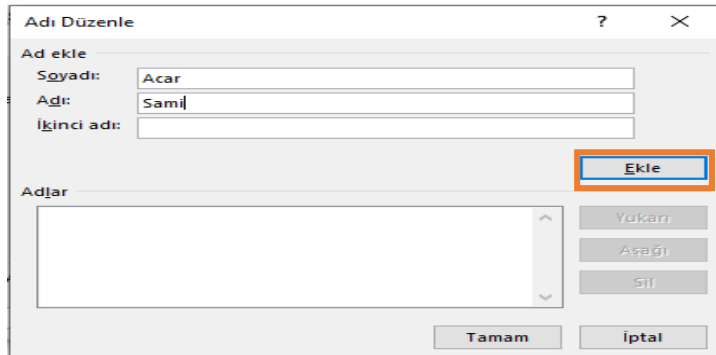 Adı Düzenle ?
Ad ekle
Soyadı: Acar
Adı: Sami
İkinci adı:
Ekle
Adlar
Yukarı
Aşağı
Sil
Tamam İptal